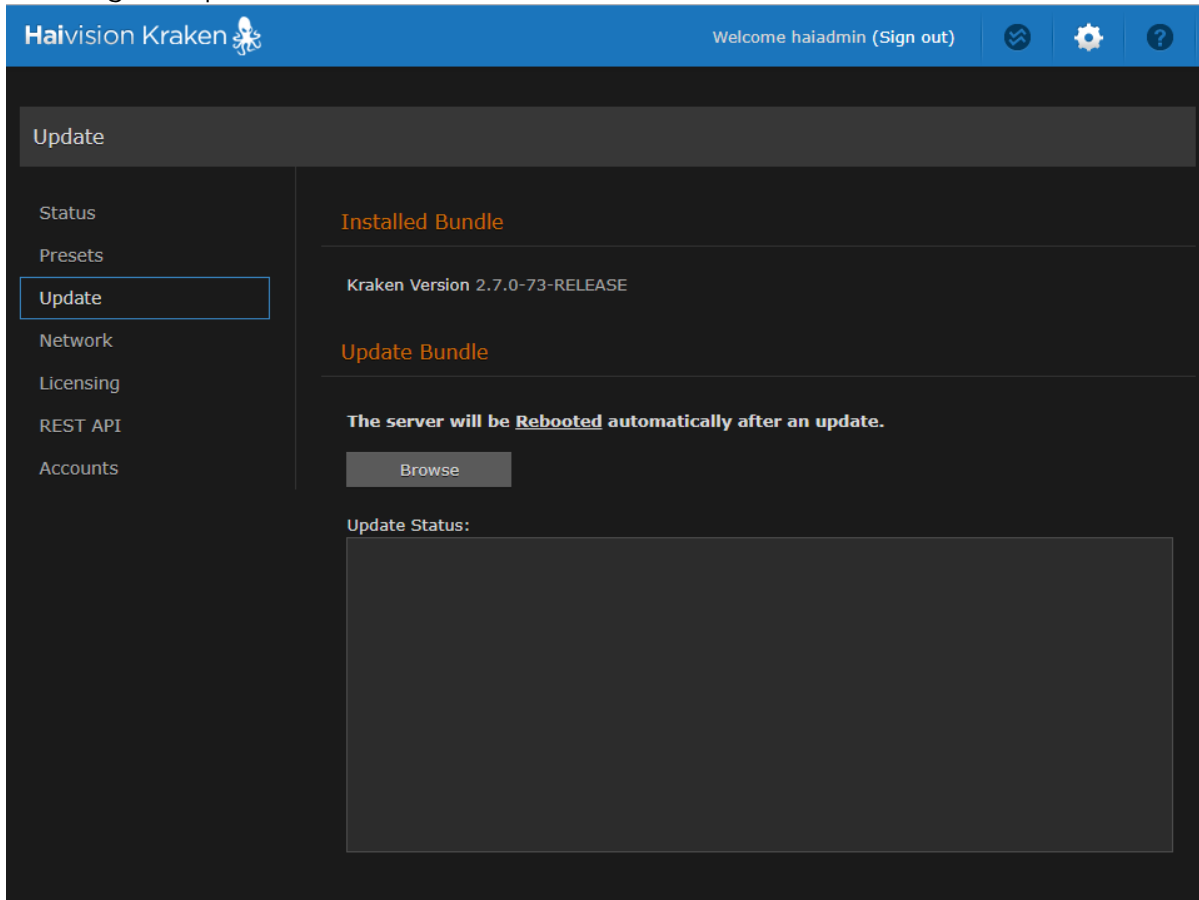 Haivision Kraken
Welcome haiadmin (Sign out)
?
Update
Status
Presets
Update
Network
Licensing
REST API
Accounts
Installed Bundle
Kraken Version 2.7.0-73-RELEASE
Update Bundle
The server will be Rebooted automatically after an update.
Browse
Update Status: